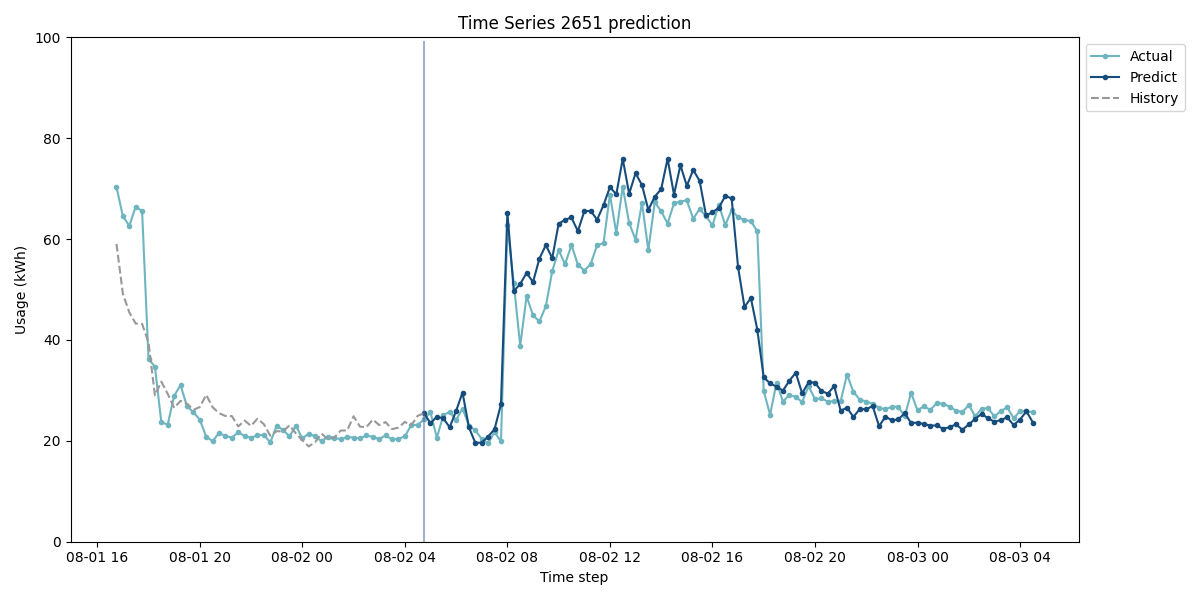 Time Series 2651 prediction
100
80
60
40
20
0
Usage (kWh)
08-01 16 08-01 20 08-02 00 08-02 04 08-02 08 08-02 12 08-02 16 08-02 20 08-03 00 08-03 04
Time step
Actual
Predict
History